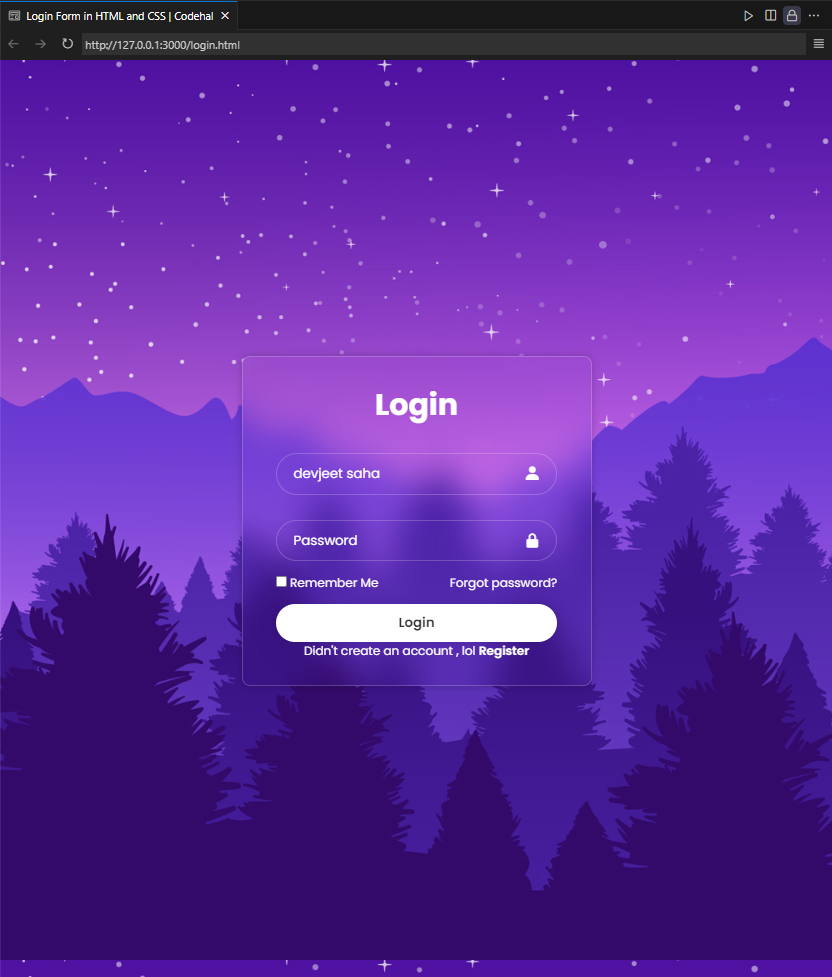 Login Form in HTML and CSS | Codehal
http://127.0.0.1:3000/login.html
Login
devjeet saha
Password
Remember Me Forgot password?
Login
Didn't create an account , lol Register